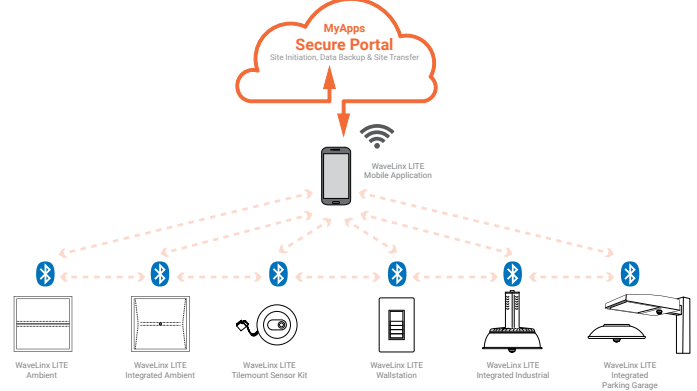 MyApps
Secure Portal
Site Initiation, Data Backup & Site Transfer
WaveLinx LITE
Mobile Application
WaveLinx LITE
Ambient
WaveLinx LITE
Integrated Ambient
WaveLinx LITE
Tilemount Sensor Kit
WaveLinx LITE
Wallstation
WaveLinx LITE
Integrated Industrial
WaveLinx LITE
Integrated
Parking Garage